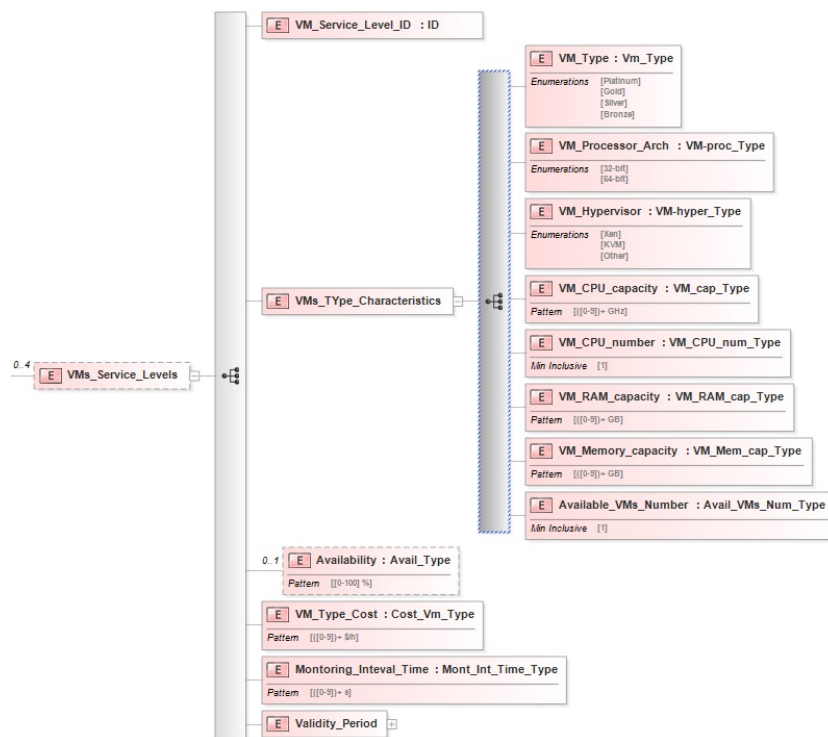 E VM_Service_Level_ID : ID
E VM_Type : Vm_Type
Enumerations [Platinum]
[Gold]
[Silver]
[Bronze]
E VM_Processor_Arch : VM-proc_Type
Enumerations [32-bit]
[64-bit]
E VM_Hypervisor : VM-hyper_Type
Enumerations [Xen]
[KVM]
[Other]
E VMs_TYpe_Characteristics
E VM_CPU_capacity : VM_cap_Type
Pattern [([0-9])+ GHz]
E VM_CPU_number : VM_CPU_num_Type
Min Inclusive [1]
0..4
E VMs_Service_Levels
E VM_RAM_capacity : VM_RAM_cap_Type
Pattern [([0-9])+ GB]
E VM_Memory_capacity : VM_Mem_cap_Type
Pattern [([0-9])+ GB]
E Available_VMs_Number : Avail_VMs_Num_Type
Min Inclusive [1]
0..1
E Availability : Avail_Type
Pattern [[0-100] %]
E VM_Type_Cost : Cost_Vm_Type
Pattern [([0-9])+ $/h]
E Montoring_Inteval_Time : Mont_Int_Time_Type
Pattern [([0-9])+ s]
E Validity_Period